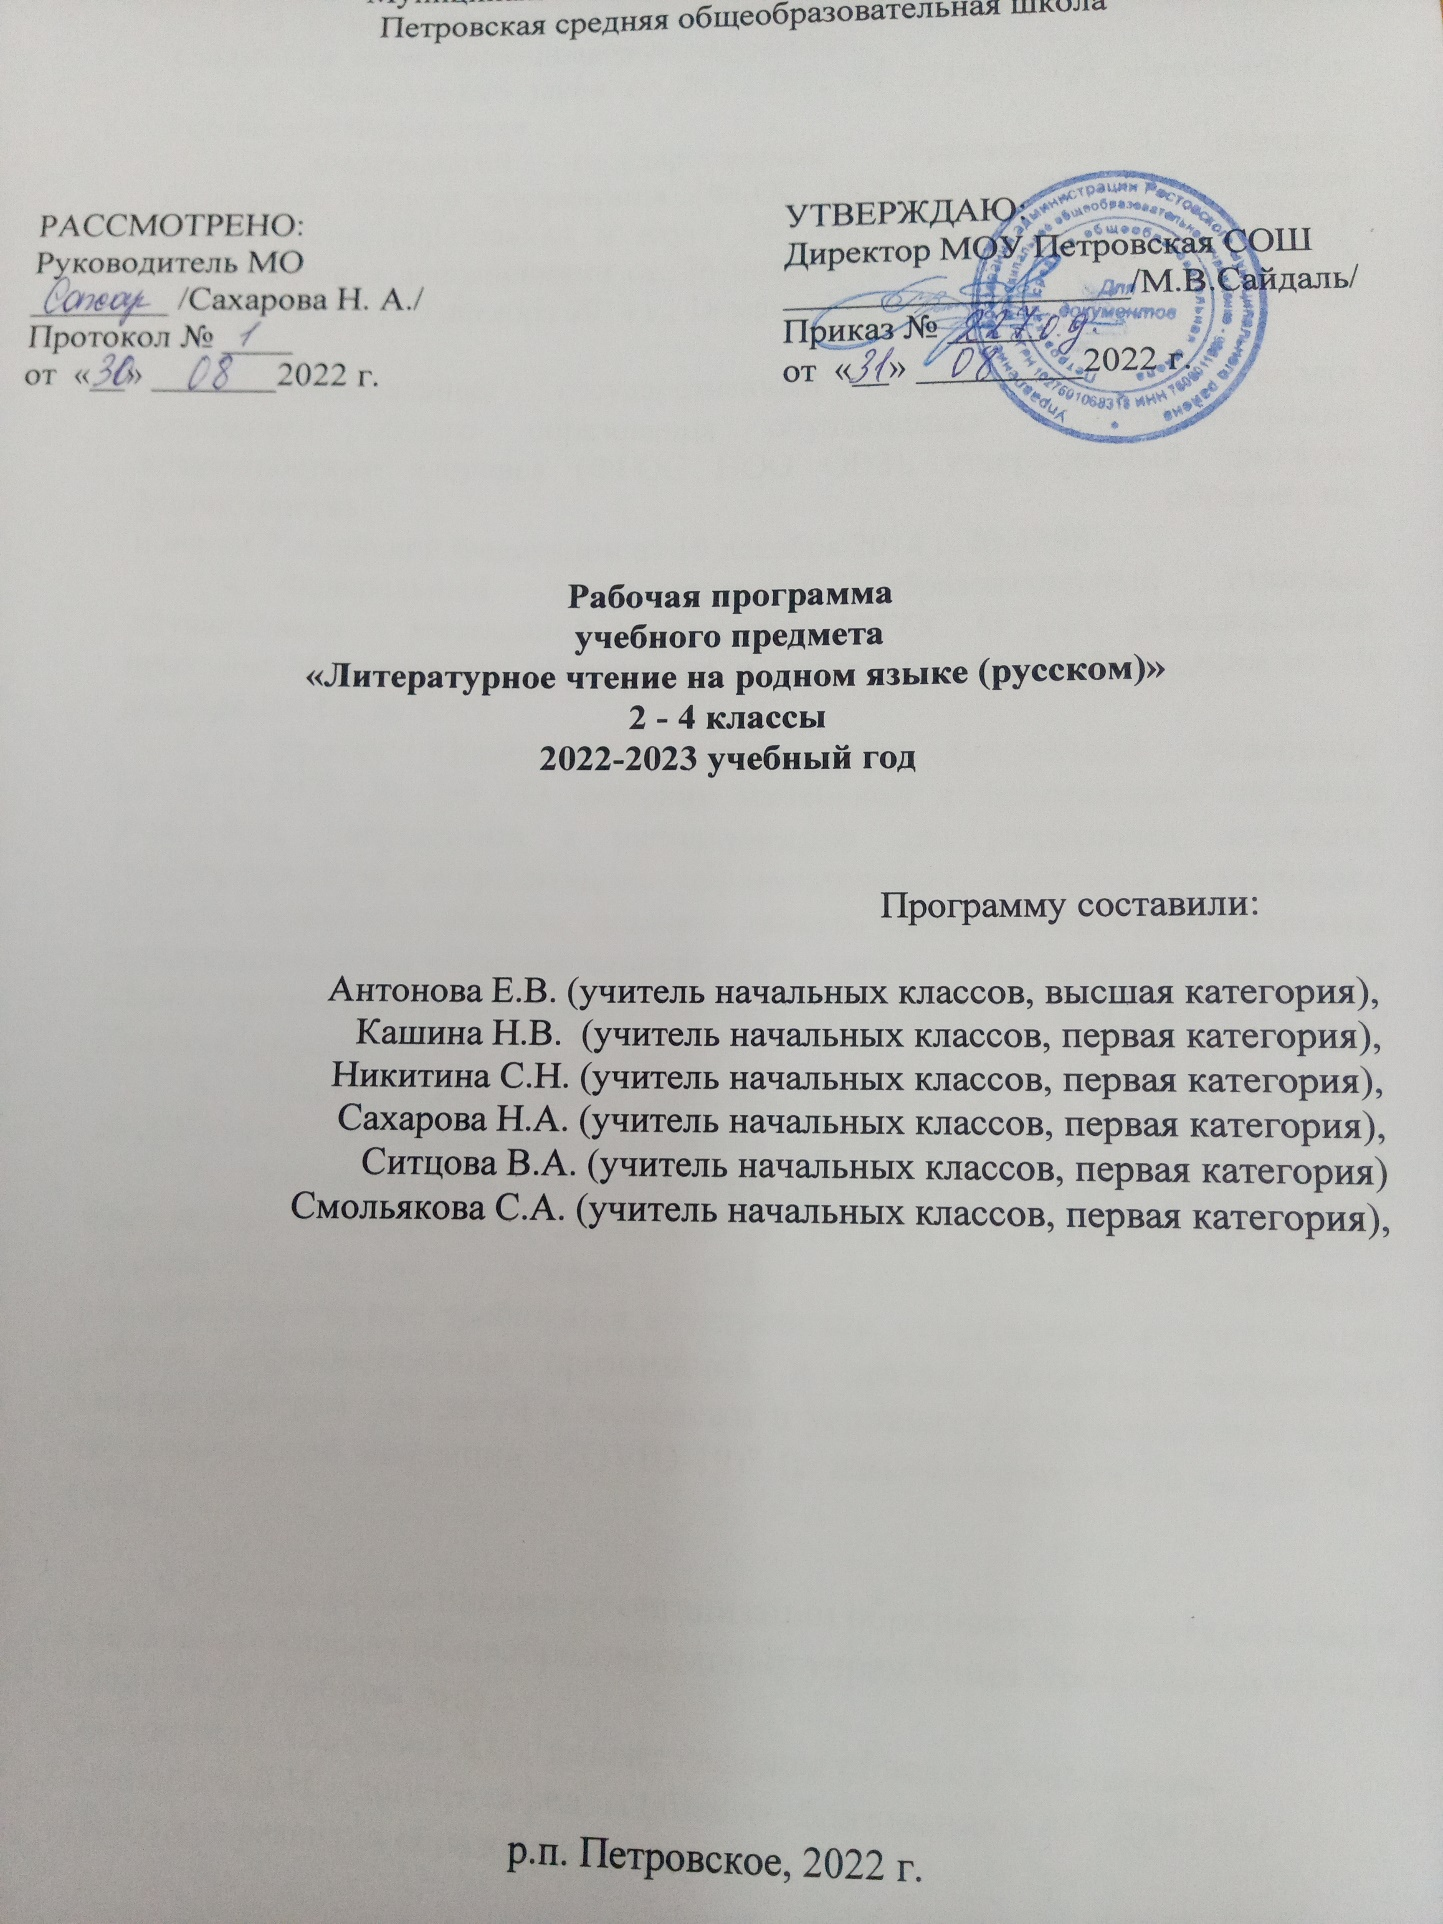 Петровская средняя общеобразовательная школа
РАССМОТРЕНО:
Руководитель МО
/Сахарова Н. А./
Протокол № 1
от «30» 08 2022 г.
УТВЕРЖДАЮ:
Директор МОУ Петровская СОШ
/М.В.Сайдаль/
Приказ № 227 о.д.
от «31» 08 2022 г.
Для
документов
Рабочая программа
учебного предмета
«Литературное чтение на родном языке (русском)»
2 - 4 классы
2022-2023 учебный год
Программу составили:
Антонова Е.В. (учитель начальных классов, высшая категория),
Кашина Н.В. (учитель начальных классов, первая категория),
Никитина С.Н. (учитель начальных классов, первая категория),
Сахарова Н.А. (учитель начальных классов, первая категория),
Ситцова В.А. (учитель начальных классов, первая категория)
Смольякова С.А. (учитель начальных классов, первая категория),
р.п. Петровское, 2022 г.